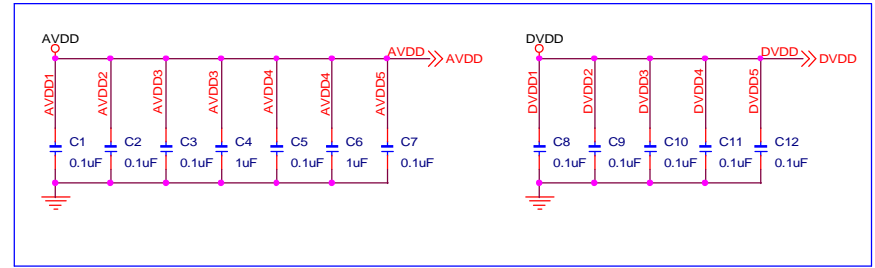 AVDD
DVDD
AVDD
AVDD
DVDD
DVDD
AVDD1
AVDD2
AVDD3
AVDD3
AVDD4
AVDD4
AVDD5
DVDD1
DVDD2
DVDD3
DVDD4
DVDD5
C1
C2
C3
C4
C5
C6
C7
C8
C9
C10
C11
C12
0.1uF
0.1uF
0.1uF
1uF
0.1uF
1uF
0.1uF
0.1uF
0.1uF
0.1uF
0.1uF
0.1uF